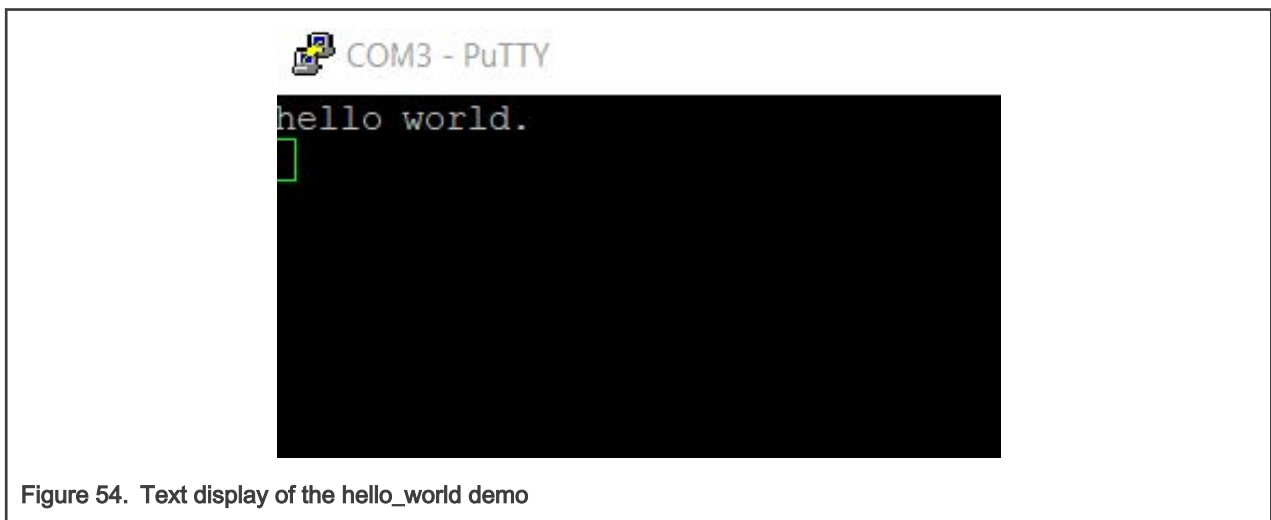 COM3 - PuTTY
hello world.
Figure 54. Text display of the hello_world demo